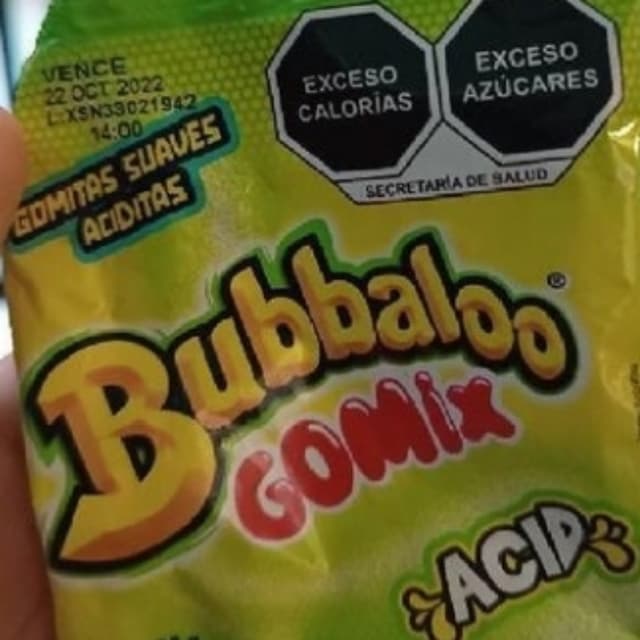 VENCE
22 OCT 2022
L:XSN33021942
14:00
GOMITAS SUAVES
ACIDITAS
EXCESO
CALORÍAS
EXCESO
AZÚCARES
SECRETARÍA DE SALUD
Bubbaloo®
GOMix
ACID